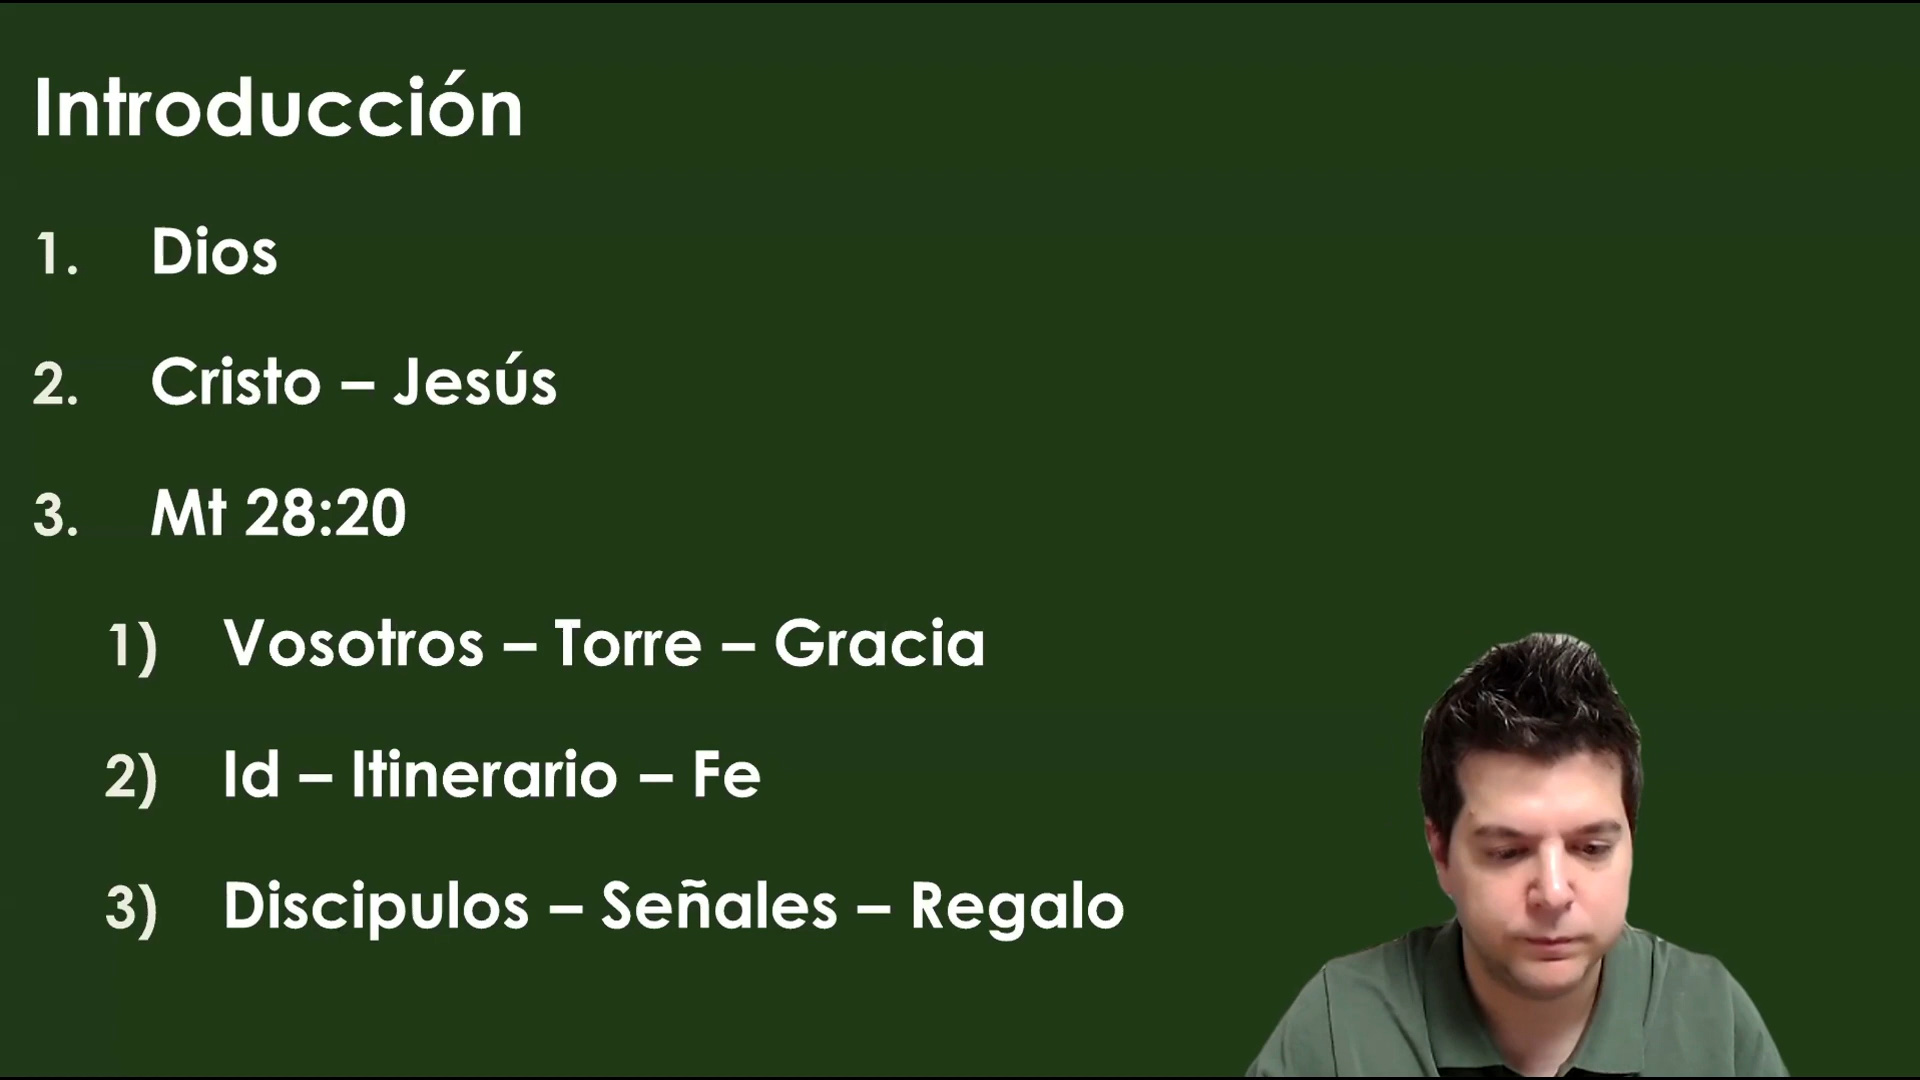 Introducción
1. Dios
2. Cristo – Jesús
3. Mt 28:20
1) Vosotros – Torre – Gracia
2) Id – Itinerario – Fe
3) Discipulos – Señales – Regalo